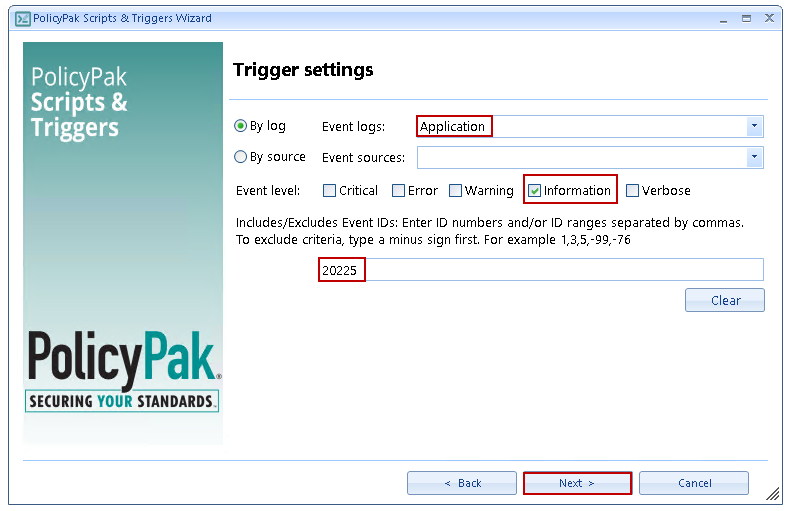 PolicyPak Scripts & Triggers Wizard
PolicyPak
Scripts &
Triggers
Trigger settings
By log Event logs: Application
By source Event sources:
Event level: Critical Error Warning Information Verbose
Includes/Excludes Event IDs: Enter ID numbers and/or ID ranges separated by commas.
To exclude criteria, type a minus sign first. For example 1,3,5,-99,-76
20225
Clear
PolicyPak®
SECURING YOUR STANDARDS™
< Back Next > Cancel